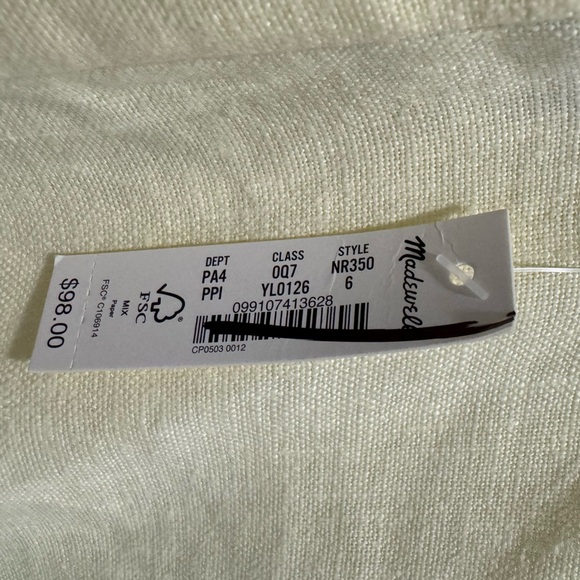 Madewell
DEPT CLASS STYLE
PA4 0Q7 NR350
PPI YL0126 6
099107413628
CP0503 0012
FSC®
MIX
Paper
FSC® C106914
$98.00